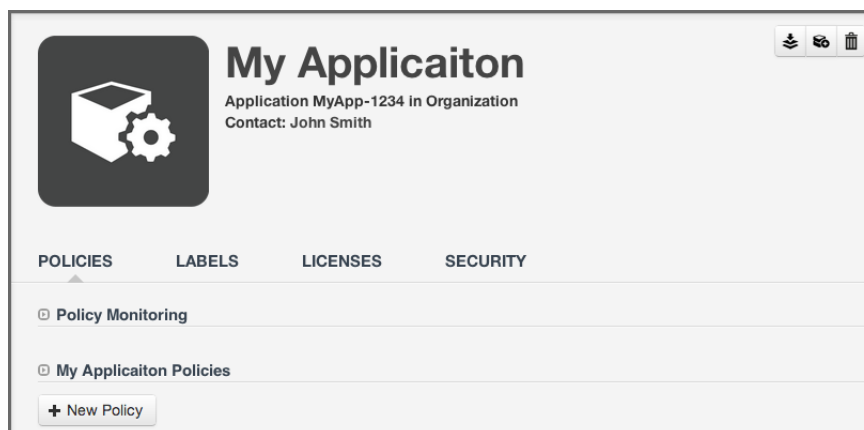 My Applicaiton
Application MyApp-1234 in Organization
Contact: John Smith
POLICIES LABELS LICENSES SECURITY
Policy Monitoring
My Applicaiton Policies
+ New Policy